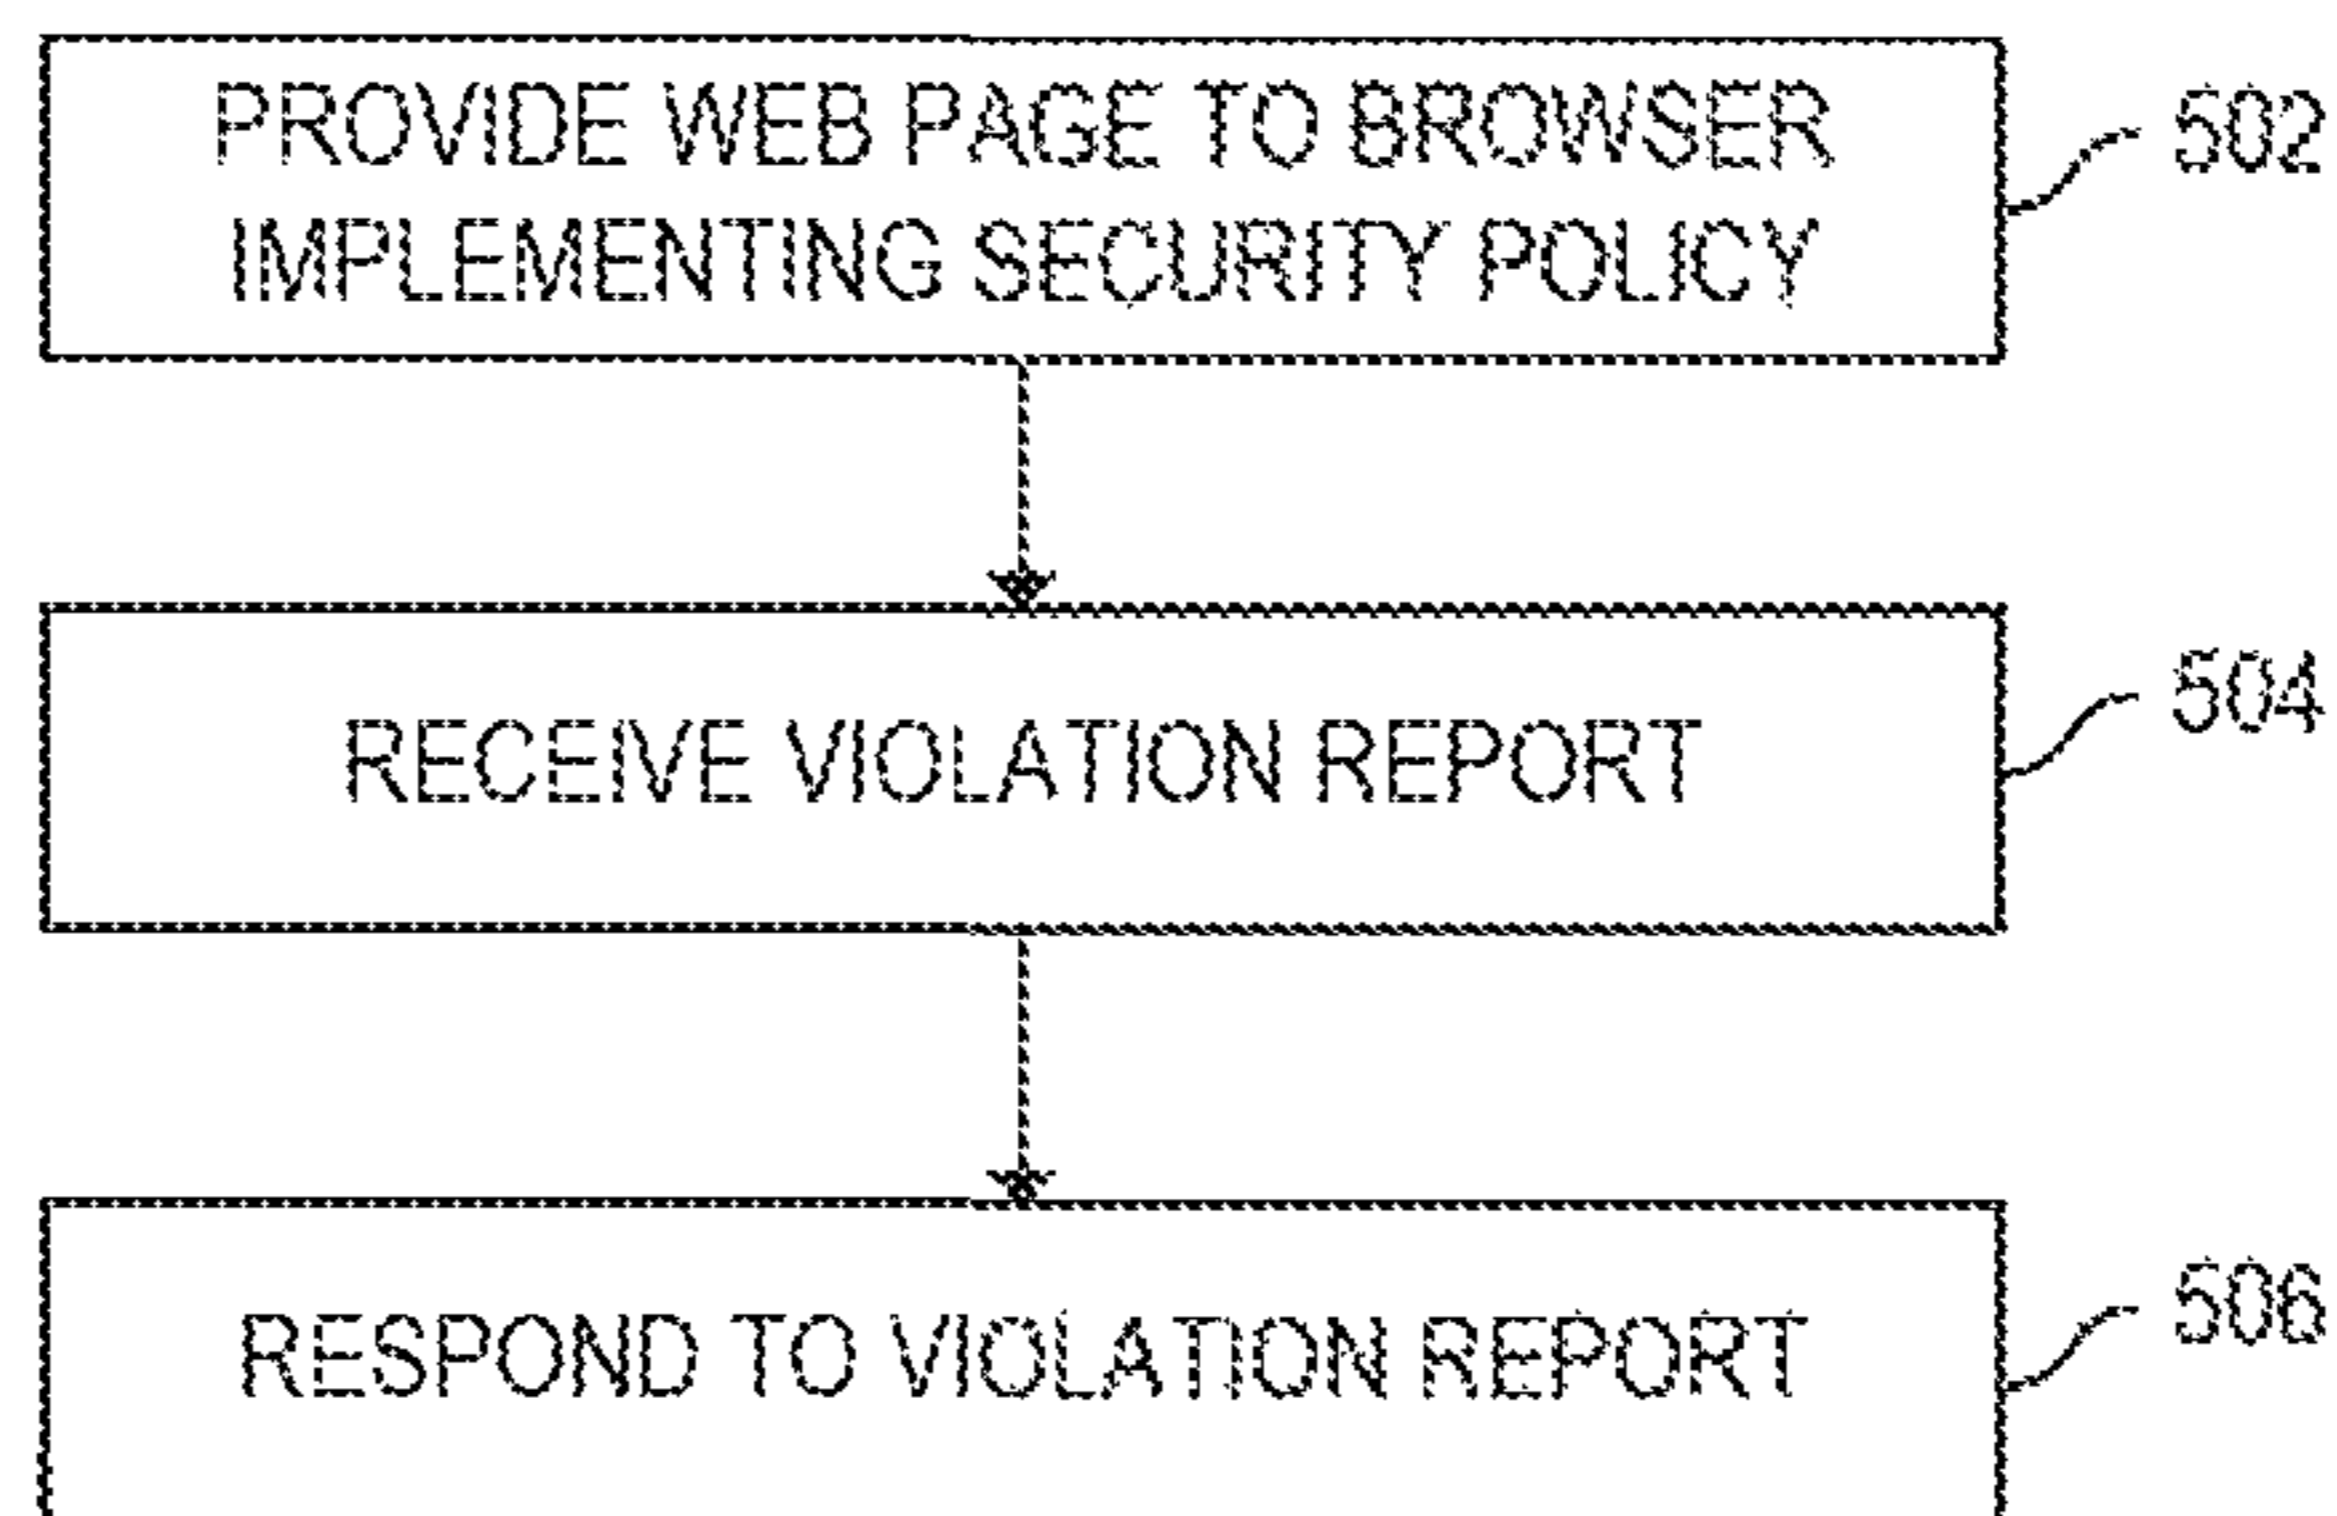 PROVIDE WEB PAGE TO BROWSER
IMPLEMENTING SECURITY POLICY
502
RECEIVE VIOLATION REPORT
504
RESPOND TO VIOLATION REPORT
506